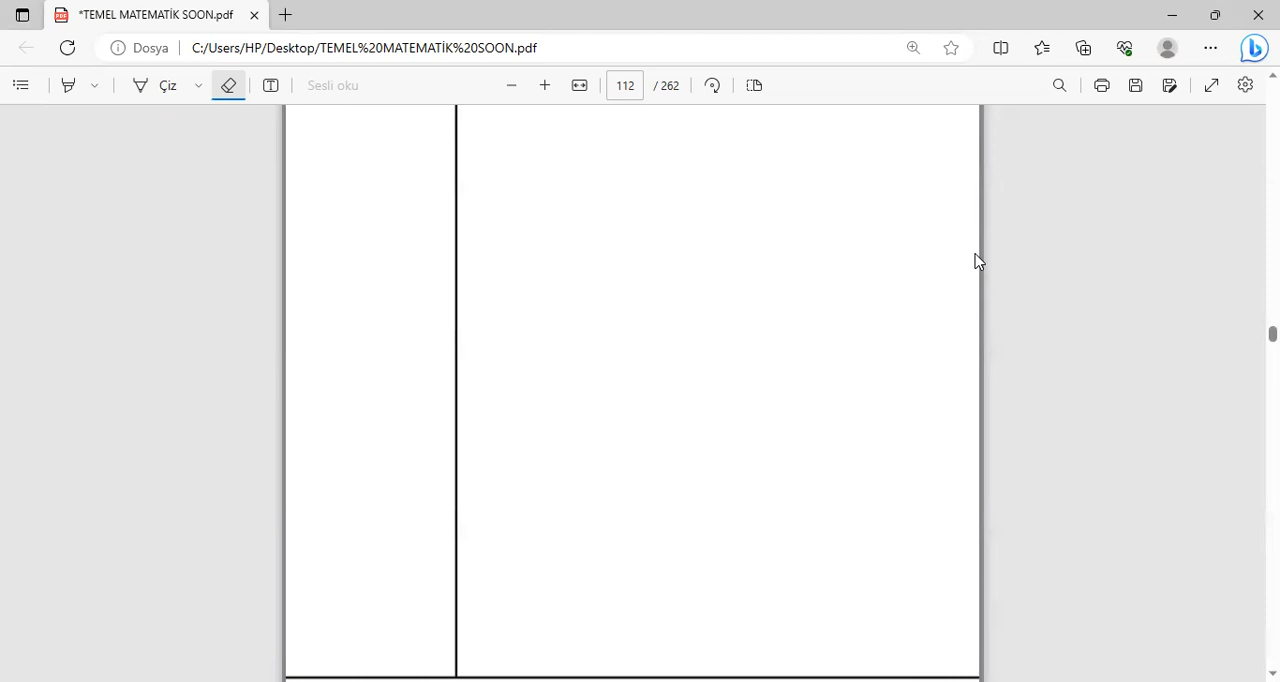 *TEMEL MATEMATİK SOON.pdf
Dosya
C:/Users/HP/Desktop/TEMEL%20MATEMATİK%20SOON.pdf
Çiz
Sesli oku
112
/ 262